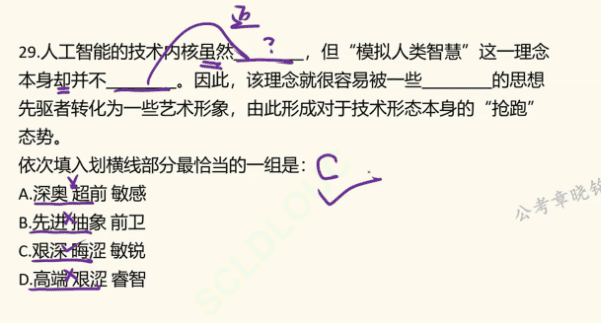 29.人工智能的技术内核虽然________，但“模拟人类智慧”这一理念
本身却并不________。因此，该理念就很容易被一些________的思想
先驱者转化为一些艺术形象，由此形成对于技术形态本身的“抢跑”
态势。
依次填入划横线部分最恰当的一组是： C
A.深奥 超前 敏感
B.先进 抽象 前卫
C.艰深 晦涩 敏锐
D.高端 艰涩 睿智
?
公考章晓铭
SCLDLO